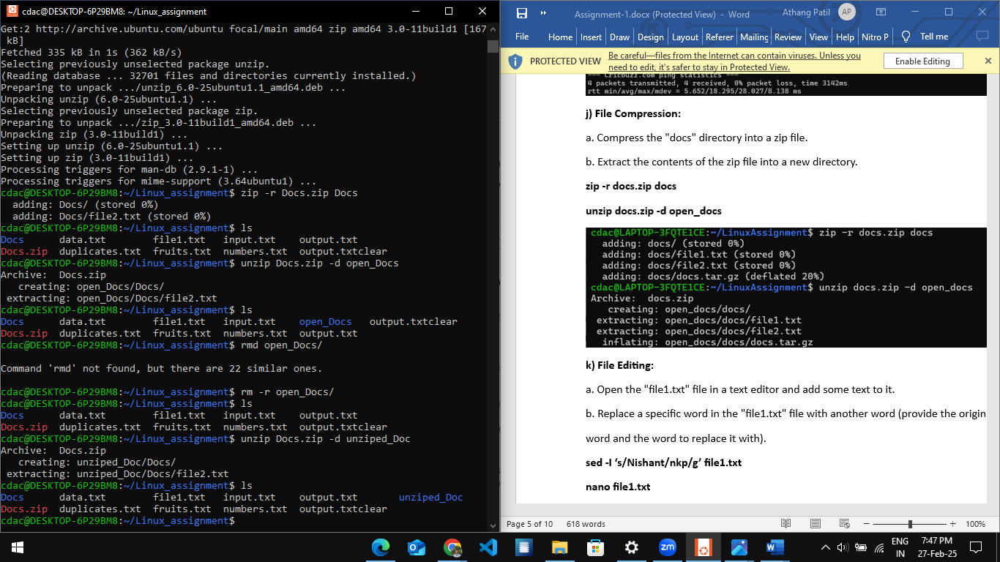 cdac@DESKTOP-6P29BM8: ~/Linux_assignment
Get:2 http://archive.ubuntu.com/ubuntu focal/main amd64 zip amd64 3.0-11build1 [167
 kB]
Fetched 335 kB in 1s (362 kB/s)
Selecting previously unselected package unzip.
(Reading database ... 32701 files and directories currently installed.)
Preparing to unpack .../unzip_6.0-25ubuntu1.1_amd64.deb ...
Unpacking unzip (6.0-25ubuntu1.1) ...
Selecting previously unselected package zip.
Preparing to unpack .../zip_3.0-11build1_amd64.deb ...
Unpacking zip (3.0-11build1) ...
Setting up unzip (6.0-25ubuntu1.1) ...
Setting up zip (3.0-11build1) ...
Processing triggers for man-db (2.9.1-1) ...
Processing triggers for mime-support (3.64ubuntu1) ...
cdac@DESKTOP-6P29BM8:~/Linux_assignment$ zip -r Docs.zip Docs
  adding: Docs/ (stored 0%)
  adding: Docs/file2.txt (stored 0%)
cdac@DESKTOP-6P29BM8:~/Linux_assignment$ ls
Docs      data.txt        file1.txt   input.txt    output.txt
Docs.zip  duplicates.txt  fruits.txt  numbers.txt  output.txtclear
cdac@DESKTOP-6P29BM8:~/Linux_assignment$ unzip Docs.zip -d open_Docs
Archive:  Docs.zip
   creating: open_Docs/Docs/
 extracting: open_Docs/Docs/file2.txt
cdac@DESKTOP-6P29BM8:~/Linux_assignment$ ls
Docs      data.txt        file1.txt   input.txt    open_Docs   output.txtclear
Docs.zip  duplicates.txt  fruits.txt  numbers.txt  output.txt
cdac@DESKTOP-6P29BM8:~/Linux_assignment$ rmd open_Docs/
Command 'rmd' not found, but there are 22 similar ones.
cdac@DESKTOP-6P29BM8:~/Linux_assignment$ rm -r open_Docs/
cdac@DESKTOP-6P29BM8:~/Linux_assignment$ ls
Docs      data.txt        file1.txt   input.txt    output.txt
Docs.zip  duplicates.txt  fruits.txt  numbers.txt  output.txtclear
cdac@DESKTOP-6P29BM8:~/Linux_assignment$ unzip Docs.zip -d unziped_Doc
Archive:  Docs.zip
   creating: unziped_Doc/Docs/
 extracting: unziped_Doc/Docs/file2.txt
cdac@DESKTOP-6P29BM8:~/Linux_assignment$ ls
Docs      data.txt        file1.txt   input.txt    output.txt       unziped_Doc
Docs.zip  duplicates.txt  fruits.txt  numbers.txt  output.txtclear
cdac@DESKTOP-6P29BM8:~/Linux_assignment$
Assignment-1.docx (Protected View) - Word Athang Patil AP
File Home Insert Draw Design Layout Referer Mailing Review View Help Nitro P Tell me
PROTECTED VIEW Be careful—files from the Internet can contain viruses. Unless you
need to edit, it's safer to stay in Protected View. Enable Editing
--- Cricbuzz.com ping statistics ---
4 packets transmitted, 4 received, 0% packet loss, time 3142ms
rtt min/avg/max/mdev = 5.652/18.295/28.027/8.138 ms
j) File Compression:
a. Compress the "docs" directory into a zip file.
b. Extract the contents of the zip file into a new directory.
zip -r docs.zip docs
unzip docs.zip -d open_docs
cdac@LAPTOP-3FQTE1CE:~/LinuxAssignment$ zip -r docs.zip docs
  adding: docs/ (stored 0%)
  adding: docs/file1.txt (stored 0%)
  adding: docs/file2.txt (stored 0%)
  adding: docs/docs.tar.gz (deflated 20%)
cdac@LAPTOP-3FQTE1CE:~/LinuxAssignment$ unzip docs.zip -d open_docs
Archive:  docs.zip
   creating: open_docs/docs/
 extracting: open_docs/docs/file1.txt
 extracting: open_docs/docs/file2.txt
  inflating: open_docs/docs/docs.tar.gz
k) File Editing:
a. Open the "file1.txt" file in a text editor and add some text to it.
b. Replace a specific word in the "file1.txt" file with another word (provide the origin
word and the word to replace it with).
sed -I ‘s/Nishant/nkp/g’ file1.txt
nano file1.txt
Page 5 of 10 618 words 100%
zm
ENG
IN
7:47 PM
27-Feb-25